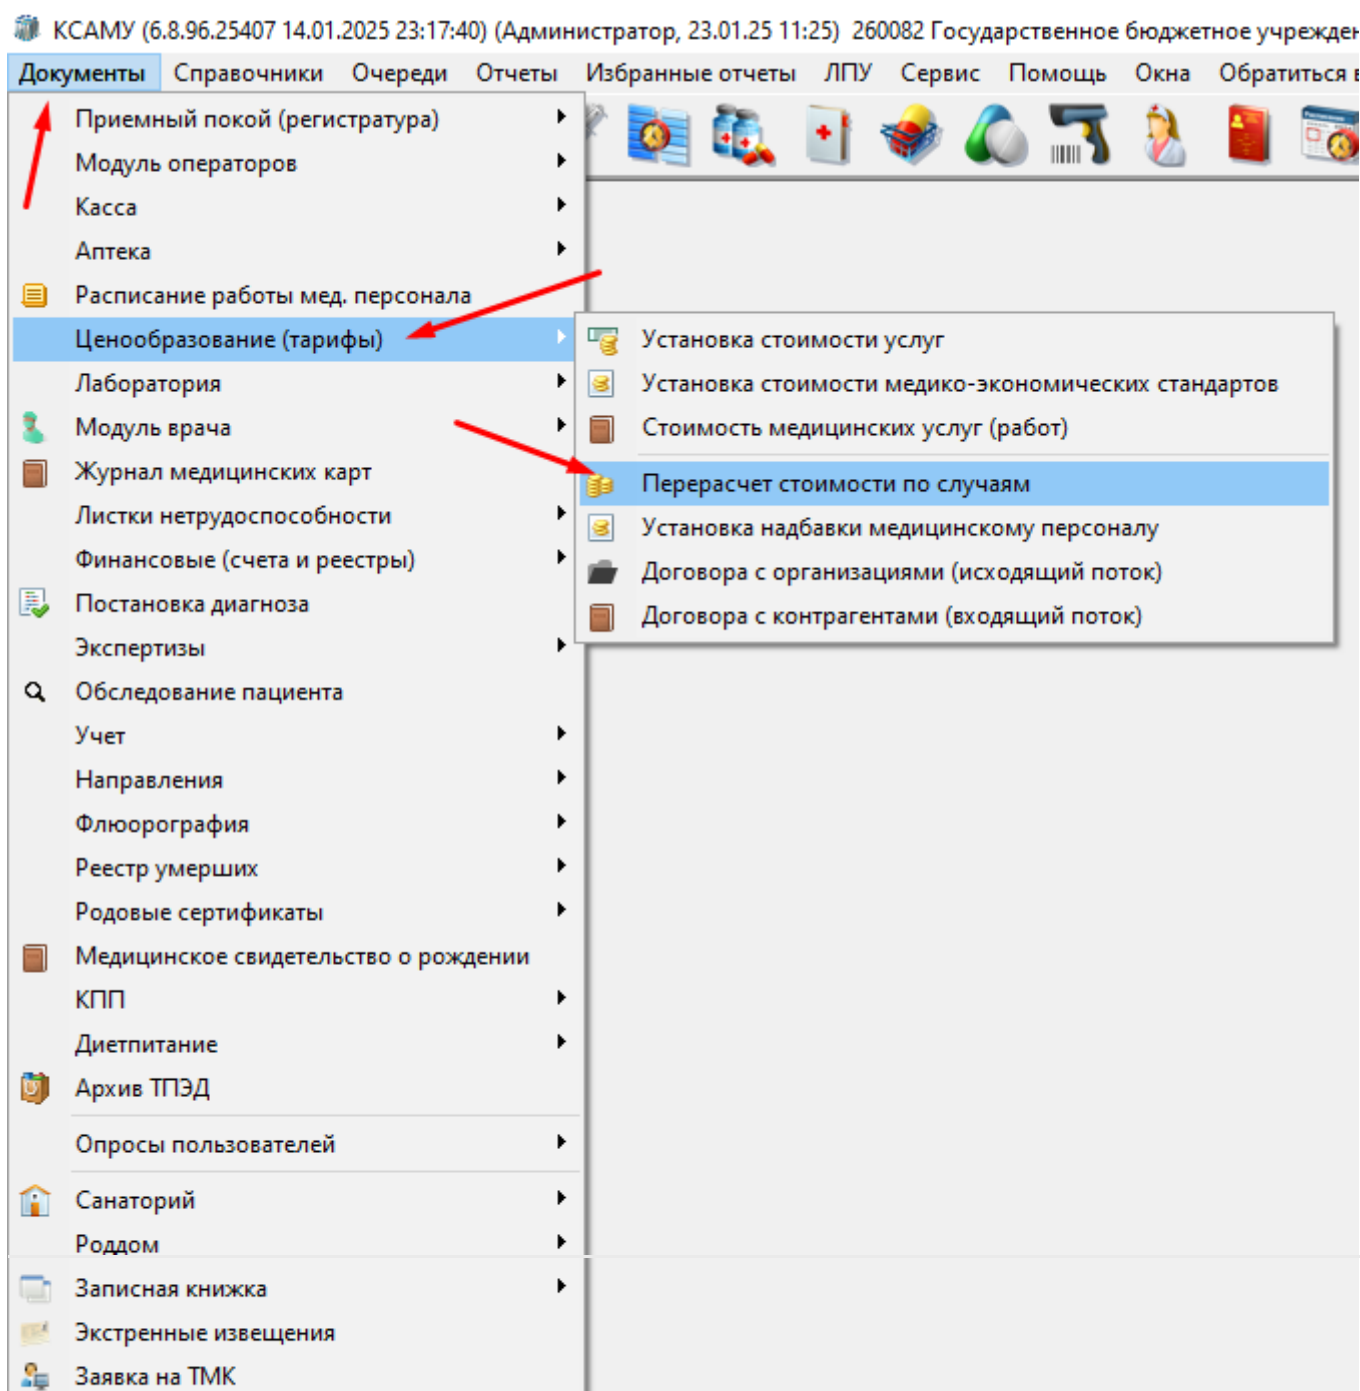 КСАМУ (6.8.96.25407 14.01.2025 23:17:40) (Администратор, 23.01.25 11:25) 260082 Государственное бюджетное учрежден
Документы Справочники Очереди Отчеты Избранные отчеты ЛПУ Сервис Помощь Окна Обратиться в
Приемный покой (регистратура)
Модуль операторов
Касса
Аптека
Расписание работы мед. персонала
Ценообразование (тарифы)
Установка стоимости услуг
Установка стоимости медико-экономических стандартов
Стоимость медицинских услуг (работ)
Перерасчет стоимости по случаям
Установка надбавки медицинскому персоналу
Договора с организациями (исходящий поток)
Договора с контрагентами (входящий поток)
Лаборатория
Модуль врача
Журнал медицинских карт
Листки нетрудоспособности
Финансовые (счета и реестры)
Постановка диагноза
Экспертизы
Обследование пациента
Учет
Направления
Флюорография
Реестр умерших
Родовые сертификаты
Медицинское свидетельство о рождении
КПП
Диетпитание
Архив ТПЭД
Опросы пользователей
Санаторий
Роддом
Записная книжка
Экстренные извещения
Заявка на ТМК